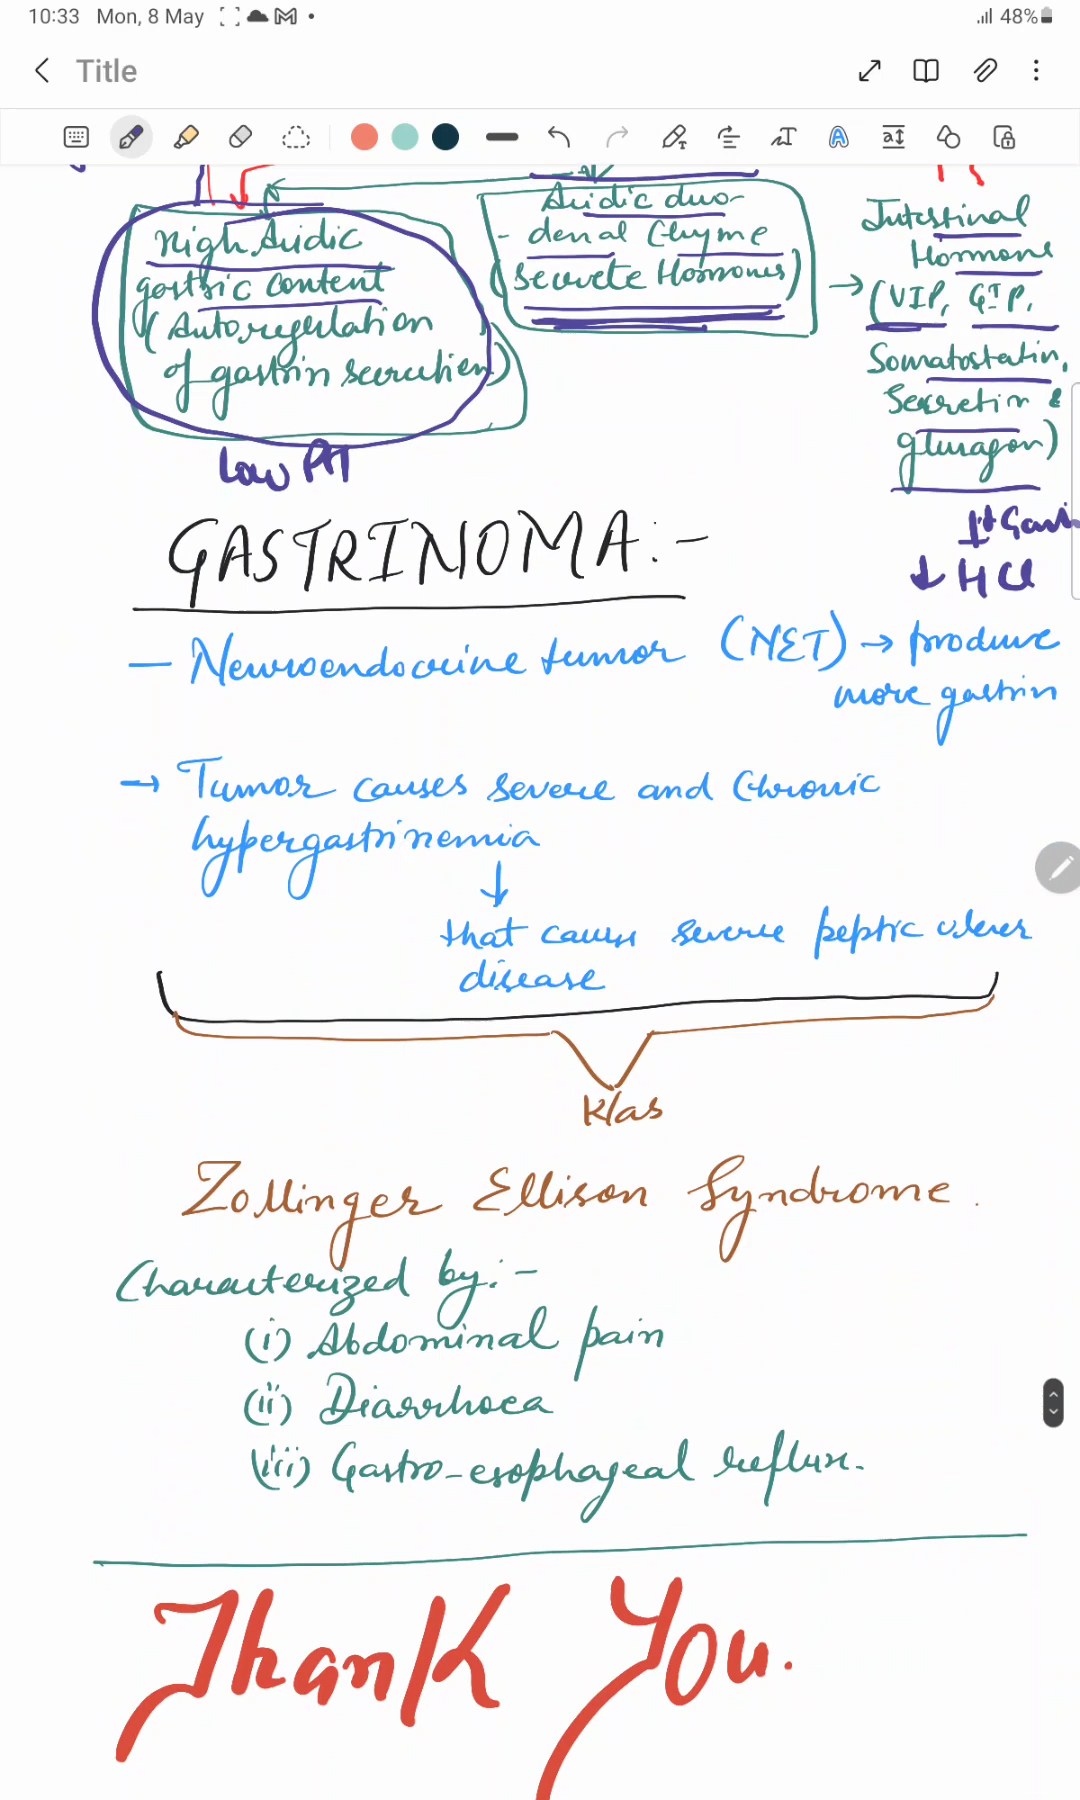 10:33 Mon, 8 May
48%
Title
High Acidic
gastric content
(Autoregulation
of gastrin secretion)
Low PH
Acidic duo-
- denal Chyme
(secrete Hormones)
Intestinal
Hormone
→ (VIP, GIP,
Somatostatin,
Secretin &
glucagon)
↓ HCl
GASTRINOMA:-
— Neuroendocrine tumor (NET) → produce
more gastrin
→ Tumor causes severe and Chronic
hypergastrinemia
↓
that cause severe peptic ulcer
disease
K/as
Zollinger Ellison Syndrome.
Characterized by:-
(i) Abdominal pain
(ii) Diarrhoea
(iii) Gastro-esophageal reflux.
Thank You.